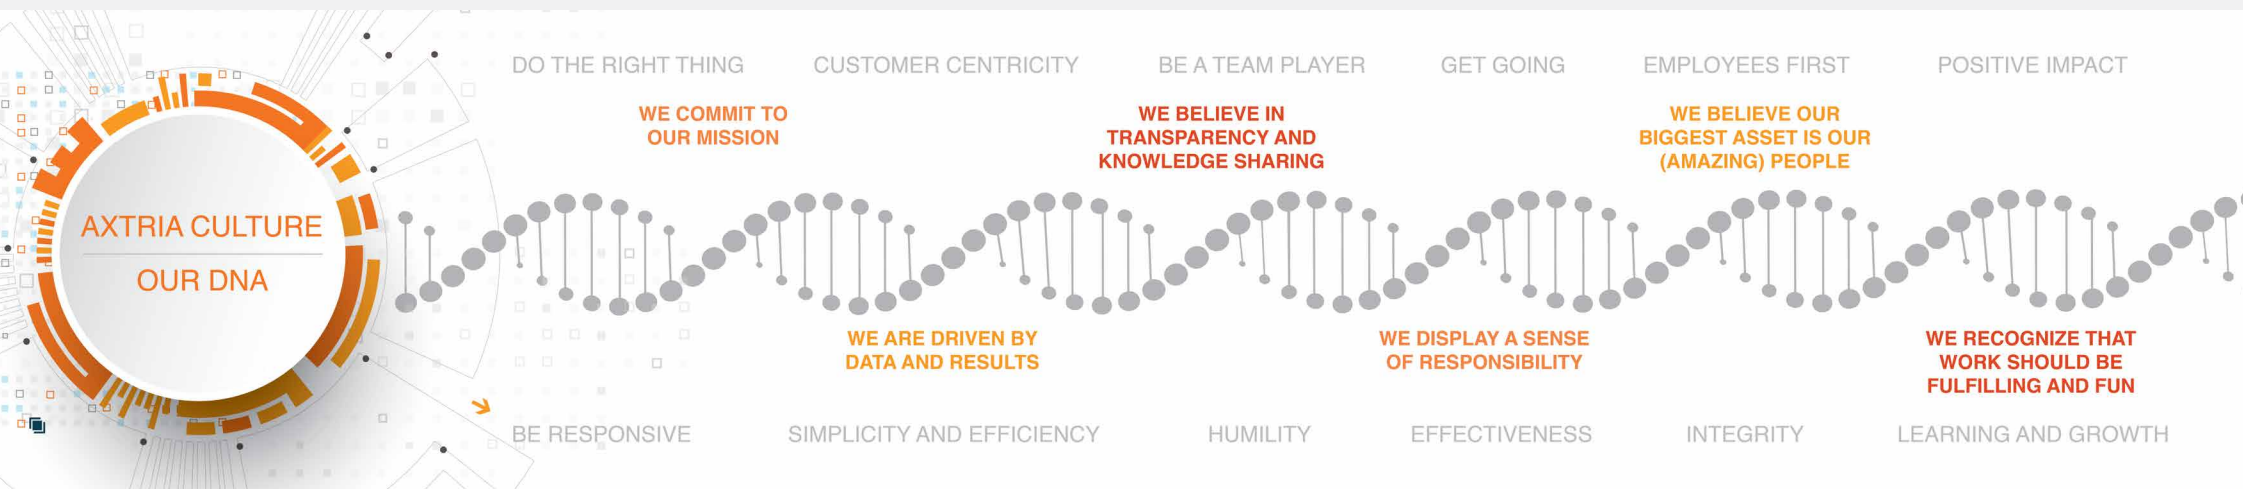 AXTRIA CULTURE
OUR DNA
DO THE RIGHT THING
CUSTOMER CENTRICITY
BE A TEAM PLAYER
GET GOING
EMPLOYEES FIRST
POSITIVE IMPACT
WE COMMIT TO
OUR MISSION
WE BELIEVE IN
TRANSPARENCY AND
KNOWLEDGE SHARING
WE BELIEVE OUR
BIGGEST ASSET IS OUR
(AMAZING) PEOPLE
WE ARE DRIVEN BY
DATA AND RESULTS
WE DISPLAY A SENSE
OF RESPONSIBILITY
WE RECOGNIZE THAT
WORK SHOULD BE
FULFILLING AND FUN
BE RESPONSIVE
SIMPLICITY AND EFFICIENCY
HUMILITY
EFFECTIVENESS
INTEGRITY
LEARNING AND GROWTH